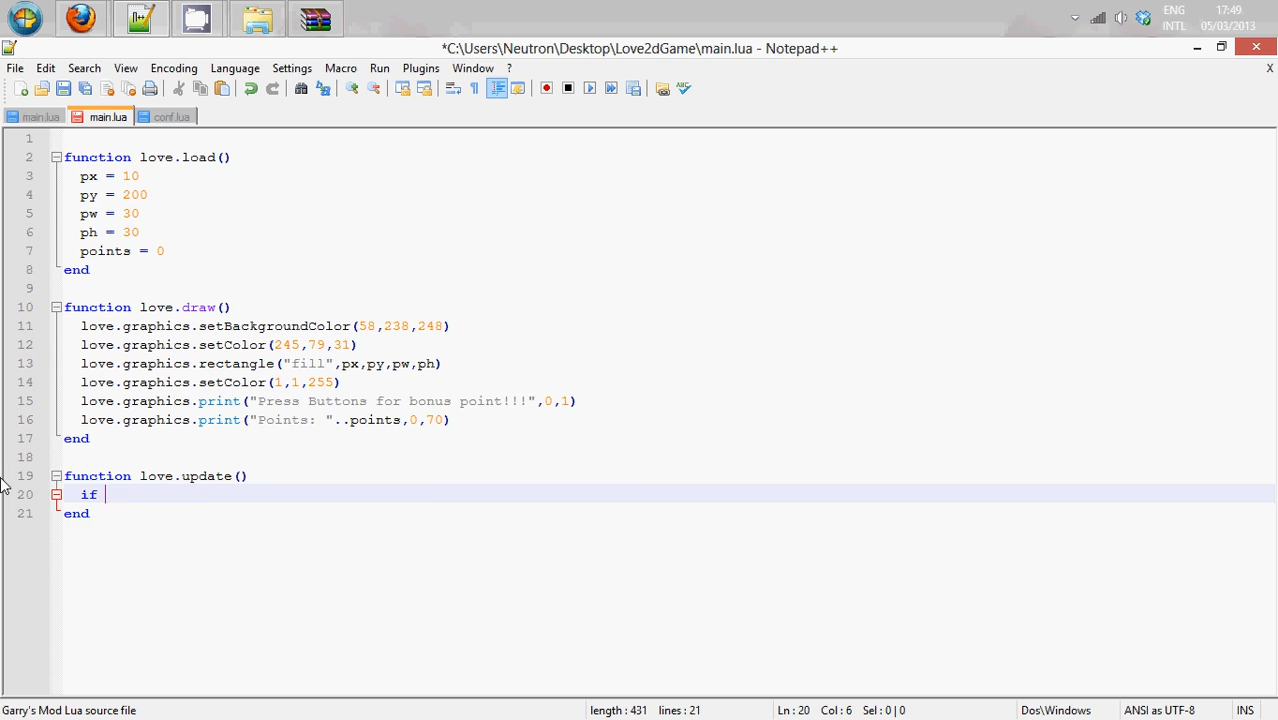 ENG
INTL
17:49
05/03/2013
*C:\Users\Neutron\Desktop\Love2dGame\main.lua - Notepad++
File Edit Search View Encoding Language Settings Macro Run Plugins Window ? X
main.lua main.lua conf.lua
1
2 function love.load()
3 px = 10
4 py = 200
5 pw = 30
6 ph = 30
7 points = 0
8 end
9
10 function love.draw()
11 love.graphics.setBackgroundColor(58,238,248)
12 love.graphics.setColor(245,79,31)
13 love.graphics.rectangle("fill",px,py,pw,ph)
14 love.graphics.setColor(1,1,255)
15 love.graphics.print("Press Buttons for bonus point!!!",0,1)
16 love.graphics.print("Points: "..points,0,70)
17 end
18
19 function love.update()
20 if
21 end
Garry's Mod Lua source file length : 431 lines : 21 Ln : 20 Col : 6 Sel : 0 | 0 Dos\Windows ANSI as UTF-8 INS